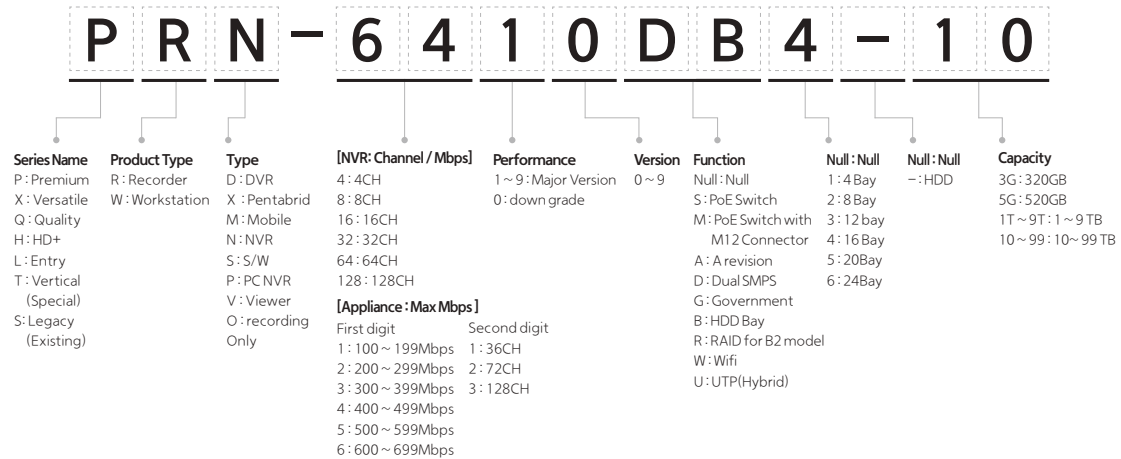 PRN-6410DB4-10
Series Name
P : Premium
X : Versatile
Q : Quality
H : HD+
L : Entry
T : Vertical
(Special)
S: Legacy
(Existing)
Product Type
R : Recorder
W : Workstation
Type
D : DVR
X : Pentabrid
M : Mobile
N : NVR
S : S/W
P : PC NVR
V : Viewer
O : recording
Only
[NVR: Channel / Mbps]
4 : 4CH
8 : 8CH
16 : 16CH
32 : 32CH
64 : 64CH
128 : 128CH
[Appliance : Max Mbps ]
First digit
1 : 100 ~ 199Mbps
2 : 200 ~ 299Mbps
3 : 300 ~ 399Mbps
4 : 400 ~ 499Mbps
5 : 500 ~ 599Mbps
6 : 600 ~ 699Mbps
Second digit
1 : 36CH
2 : 72CH
3 : 128CH
Performance
1 ~ 9 : Major Version
0 : down grade
Version
0 ~ 9
Function
Null : Null
S : PoE Switch
M : PoE Switch with
M12 Connector
A : A revision
D : Dual SMPS
G : Government
B : HDD Bay
R : RAID for B2 model
W : Wifi
U : UTP(Hybrid)
Null : Null
1 : 4 Bay
2 : 8 Bay
3 : 12 bay
4 : 16 Bay
5 : 20Bay
6 : 24Bay
Null : Null
– : HDD
Capacity
3G : 320GB
5G : 520GB
1T ~ 9T : 1 ~ 9 TB
10 ~ 99 : 10~ 99 TB